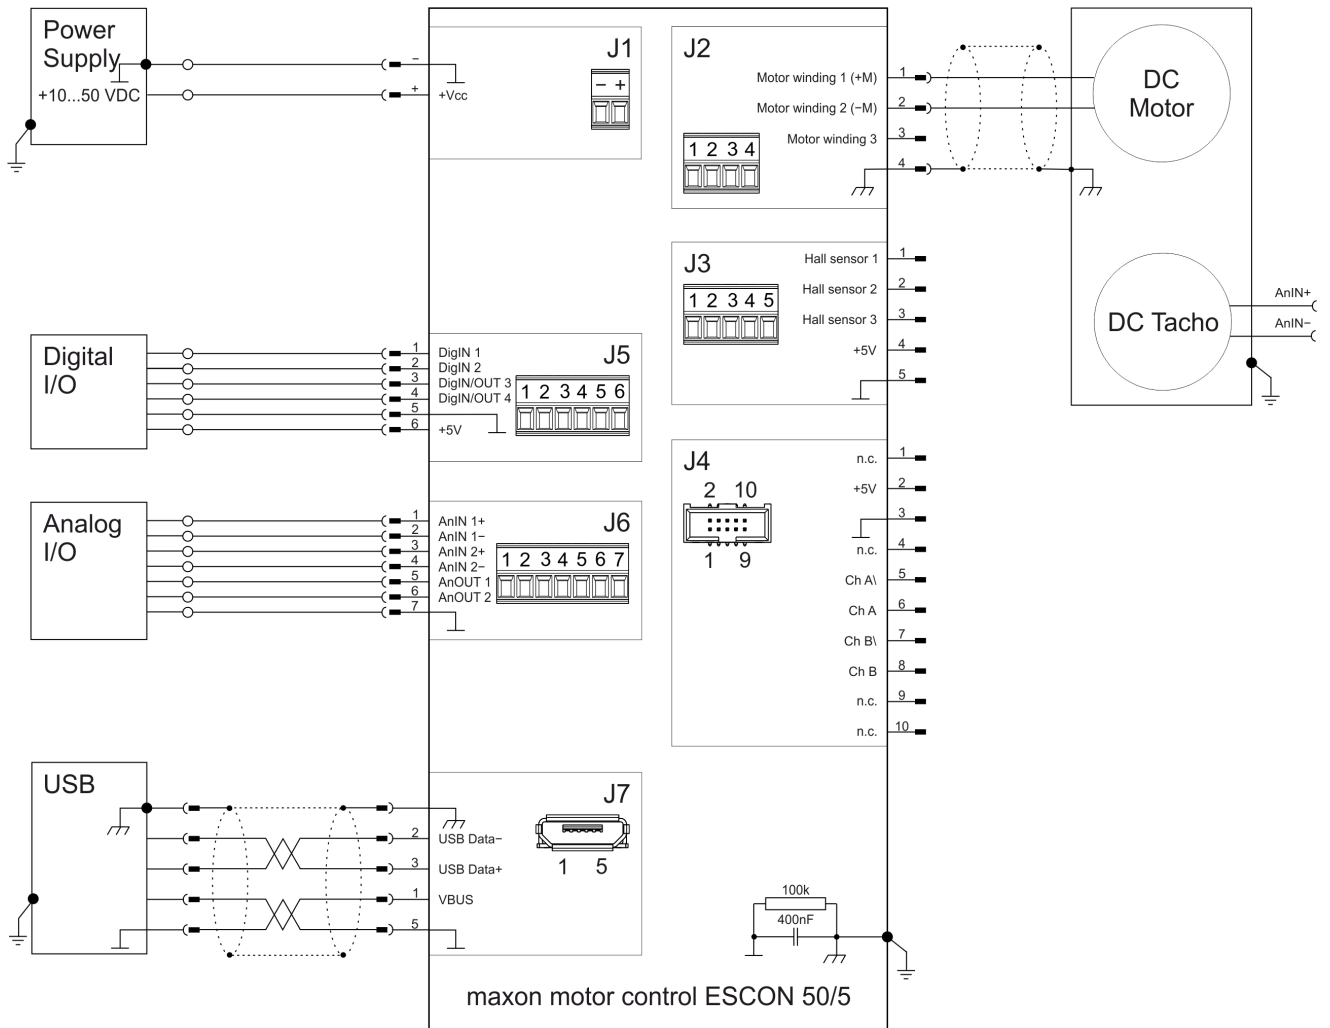 Power
Supply
+10...50 VDC
−
+
+Vcc
J1
− +
J2
Motor winding 1 (+M)
1
Motor winding 2 (−M)
2
Motor winding 3
3
4
1 2 3 4
DC
Motor
J3
Hall sensor 1
1
Hall sensor 2
2
Hall sensor 3
3
+5V
4
5
1 2 3 4 5
DC Tacho
AnIN+
AnIN−
Digital
I/O
1
DigIN 1
2
DigIN 2
3
DigIN/OUT 3
4
DigIN/OUT 4
5
6
+5V
J5
1 2 3 4 5 6
J4
2 10
1 9
n.c.
1
+5V
2
3
n.c.
4
Ch A\
5
Ch A
6
Ch B\
7
Ch B
8
n.c.
9
n.c.
10
Analog
I/O
1
AnIN 1+
2
AnIN 1−
3
AnIN 2+
4
AnIN 2−
5
AnOUT 1
6
AnOUT 2
7
J6
1 2 3 4 5 6 7
USB
2
USB Data−
3
USB Data+
1
VBUS
5
J7
1 5
100k
400nF
maxon motor control ESCON 50/5